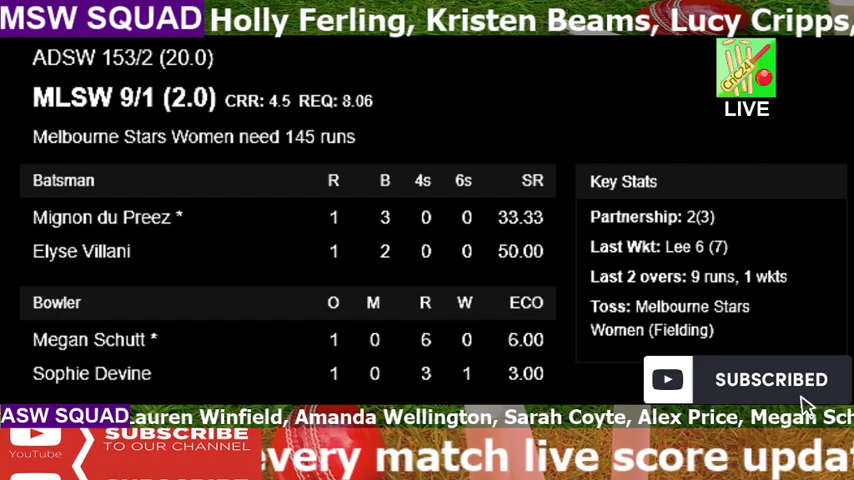 MSW SQUAD Holly Ferling, Kristen Beams, Lucy Cripps,
ADSW 153/2 (20.0)
CriC24
MLSW 9/1 (2.0) CRR: 4.5 REQ: 8.06
LIVE
Melbourne Stars Women need 145 runs
Batsman R B 4s 6s SR
Mignon du Preez * 1 3 0 0 33.33
Elyse Villani 1 2 0 0 50.00
Bowler O M R W ECO
Megan Schutt * 1 0 6 0 6.00
Sophie Devine 1 0 3 1 3.00
Key Stats
Partnership: 2(3)
Last Wkt: Lee 6 (7)
Last 2 overs: 9 runs, 1 wkts
Toss: Melbourne Stars
Women (Fielding)
SUBSCRIBED
ASW SQUAD Lauren Winfield, Amanda Wellington, Sarah Coyte, Alex Price, Megan Sch
YouTube
SUBSCRIBE
TO OUR CHANNEL
every match live score upda